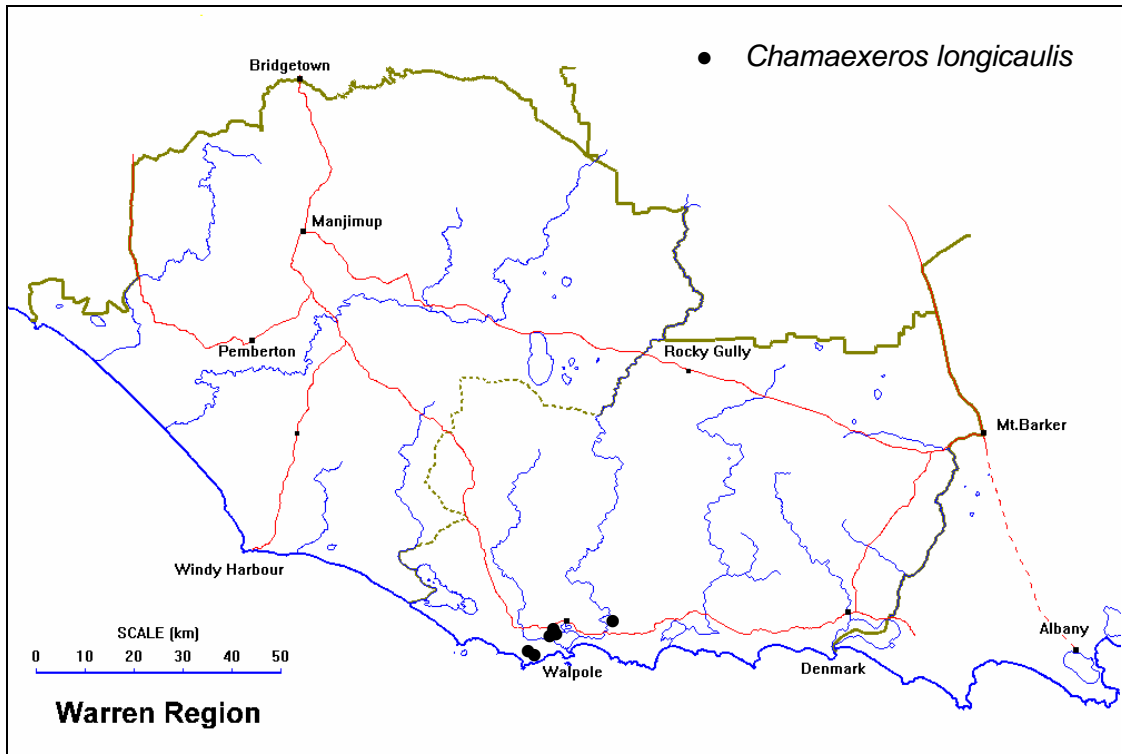 ● Chamaexeros longicaulis
Bridgetown
Manjimup
Pemberton
Rocky Gully
Mt.Barker
Windy Harbour
SCALE (km)
0 10 20 30 40 50
Walpole
Denmark
Albany
Warren Region